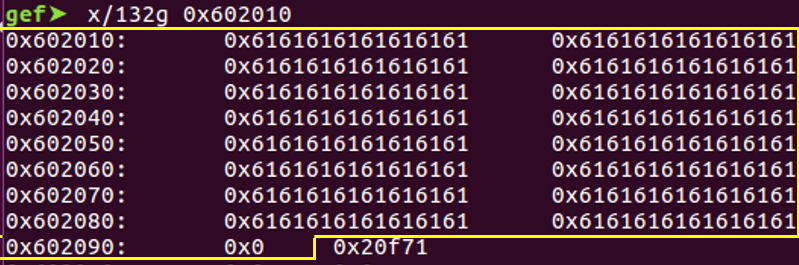 gef➤ x/132g 0x602010
0x602010: 0x6161616161616161 0x6161616161616161
0x602020: 0x6161616161616161 0x6161616161616161
0x602030: 0x6161616161616161 0x6161616161616161
0x602040: 0x6161616161616161 0x6161616161616161
0x602050: 0x6161616161616161 0x6161616161616161
0x602060: 0x6161616161616161 0x6161616161616161
0x602070: 0x6161616161616161 0x6161616161616161
0x602080: 0x6161616161616161 0x6161616161616161
0x602090: 0x0 0x20f71